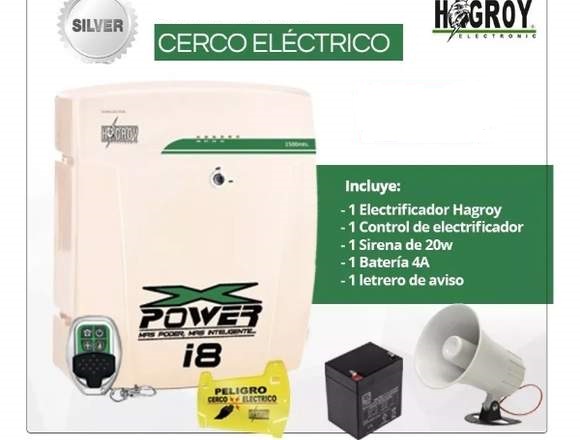 SILVER
HAGROY
ELECTRONIC
CERCO ELÉCTRICO
HAGROY
1500mts.
Incluye:
- 1 Electrificador Hagroy
- 1 Control de electrificador
- 1 Sirena de 20w
- 1 Batería 4A
- 1 letrero de aviso
X
POWER
MAS PODER, MAS INTELIGENTE...
i8
PELIGRO
CERCO ELECTRICO
HAGROY